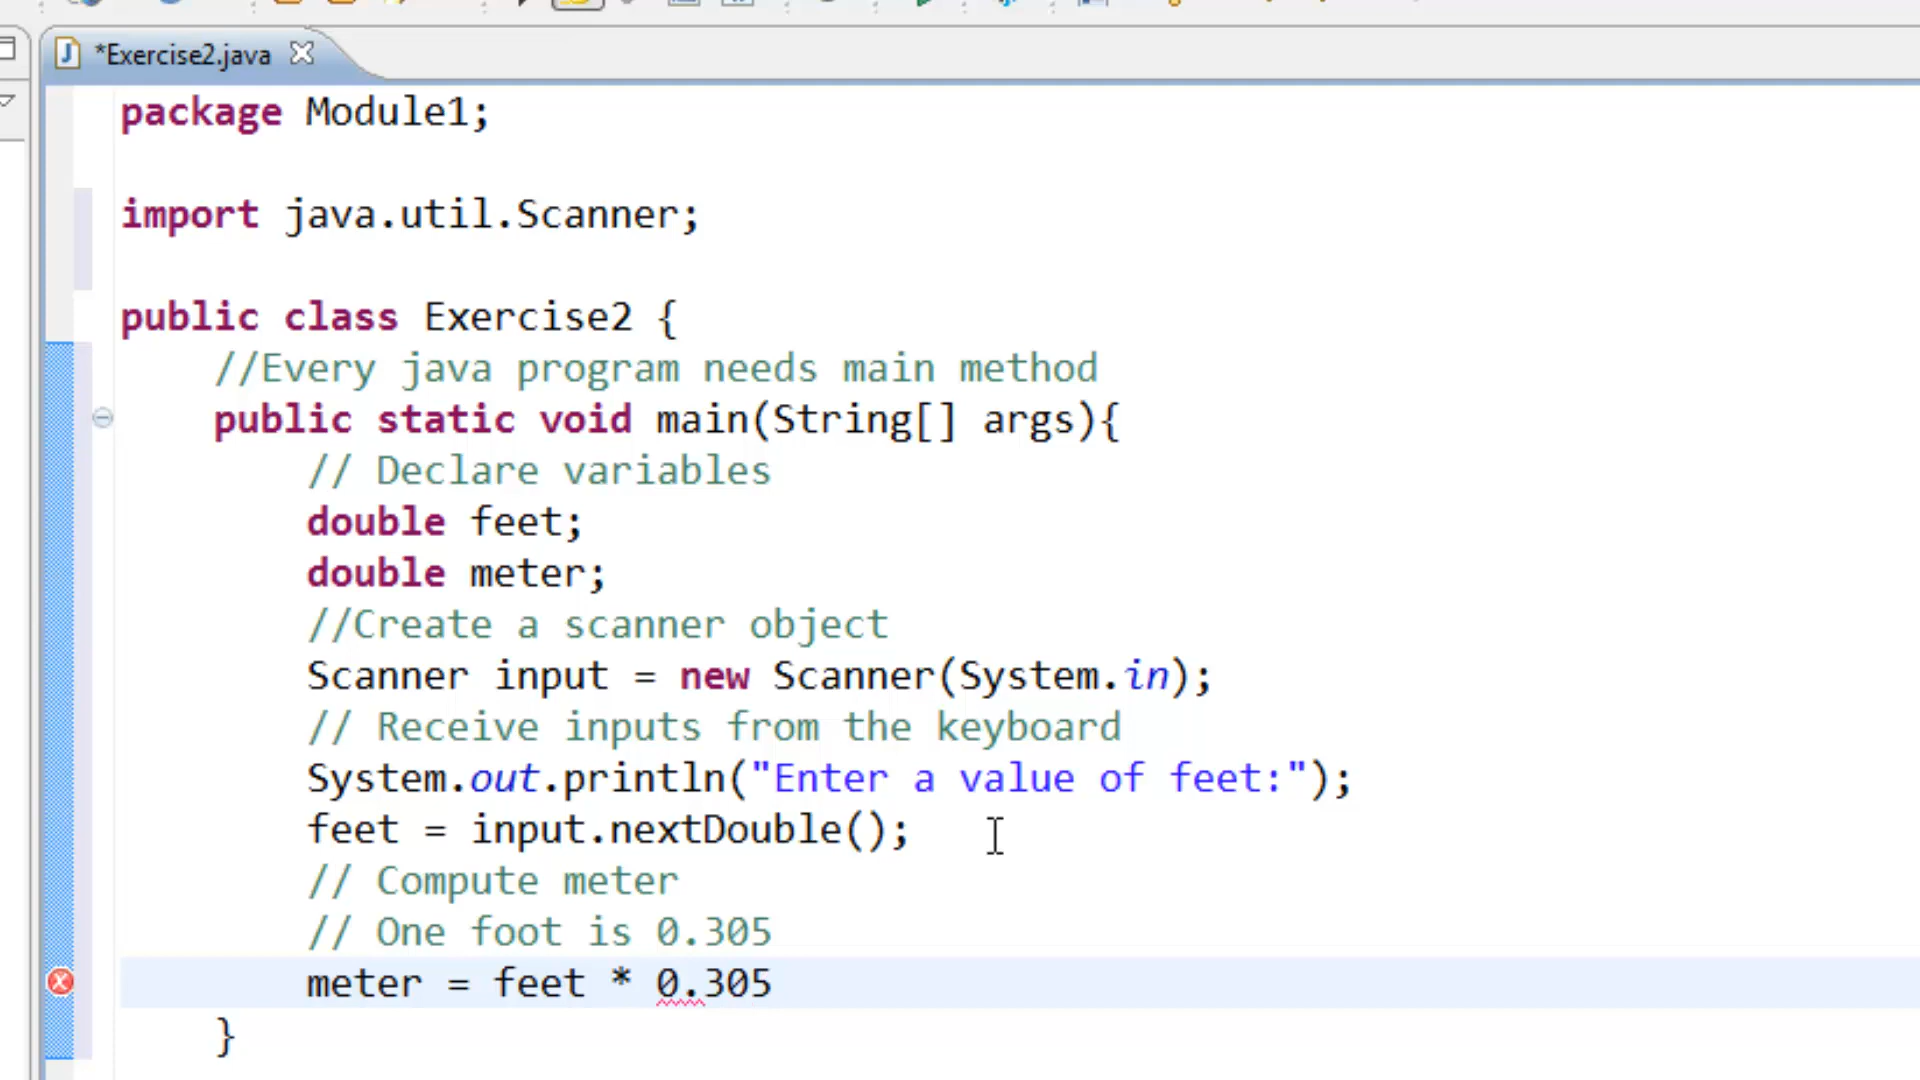 *Exercise2.java
package Module1;
import java.util.Scanner;
public class Exercise2 {
//Every java program needs main method
public static void main(String[] args){
// Declare variables
double feet;
double meter;
//Create a scanner object
Scanner input = new Scanner(System.in);
// Receive inputs from the keyboard
System.out.println("Enter a value of feet:");
feet = input.nextDouble();
// Compute meter
// One foot is 0.305
meter = feet * 0.305
}